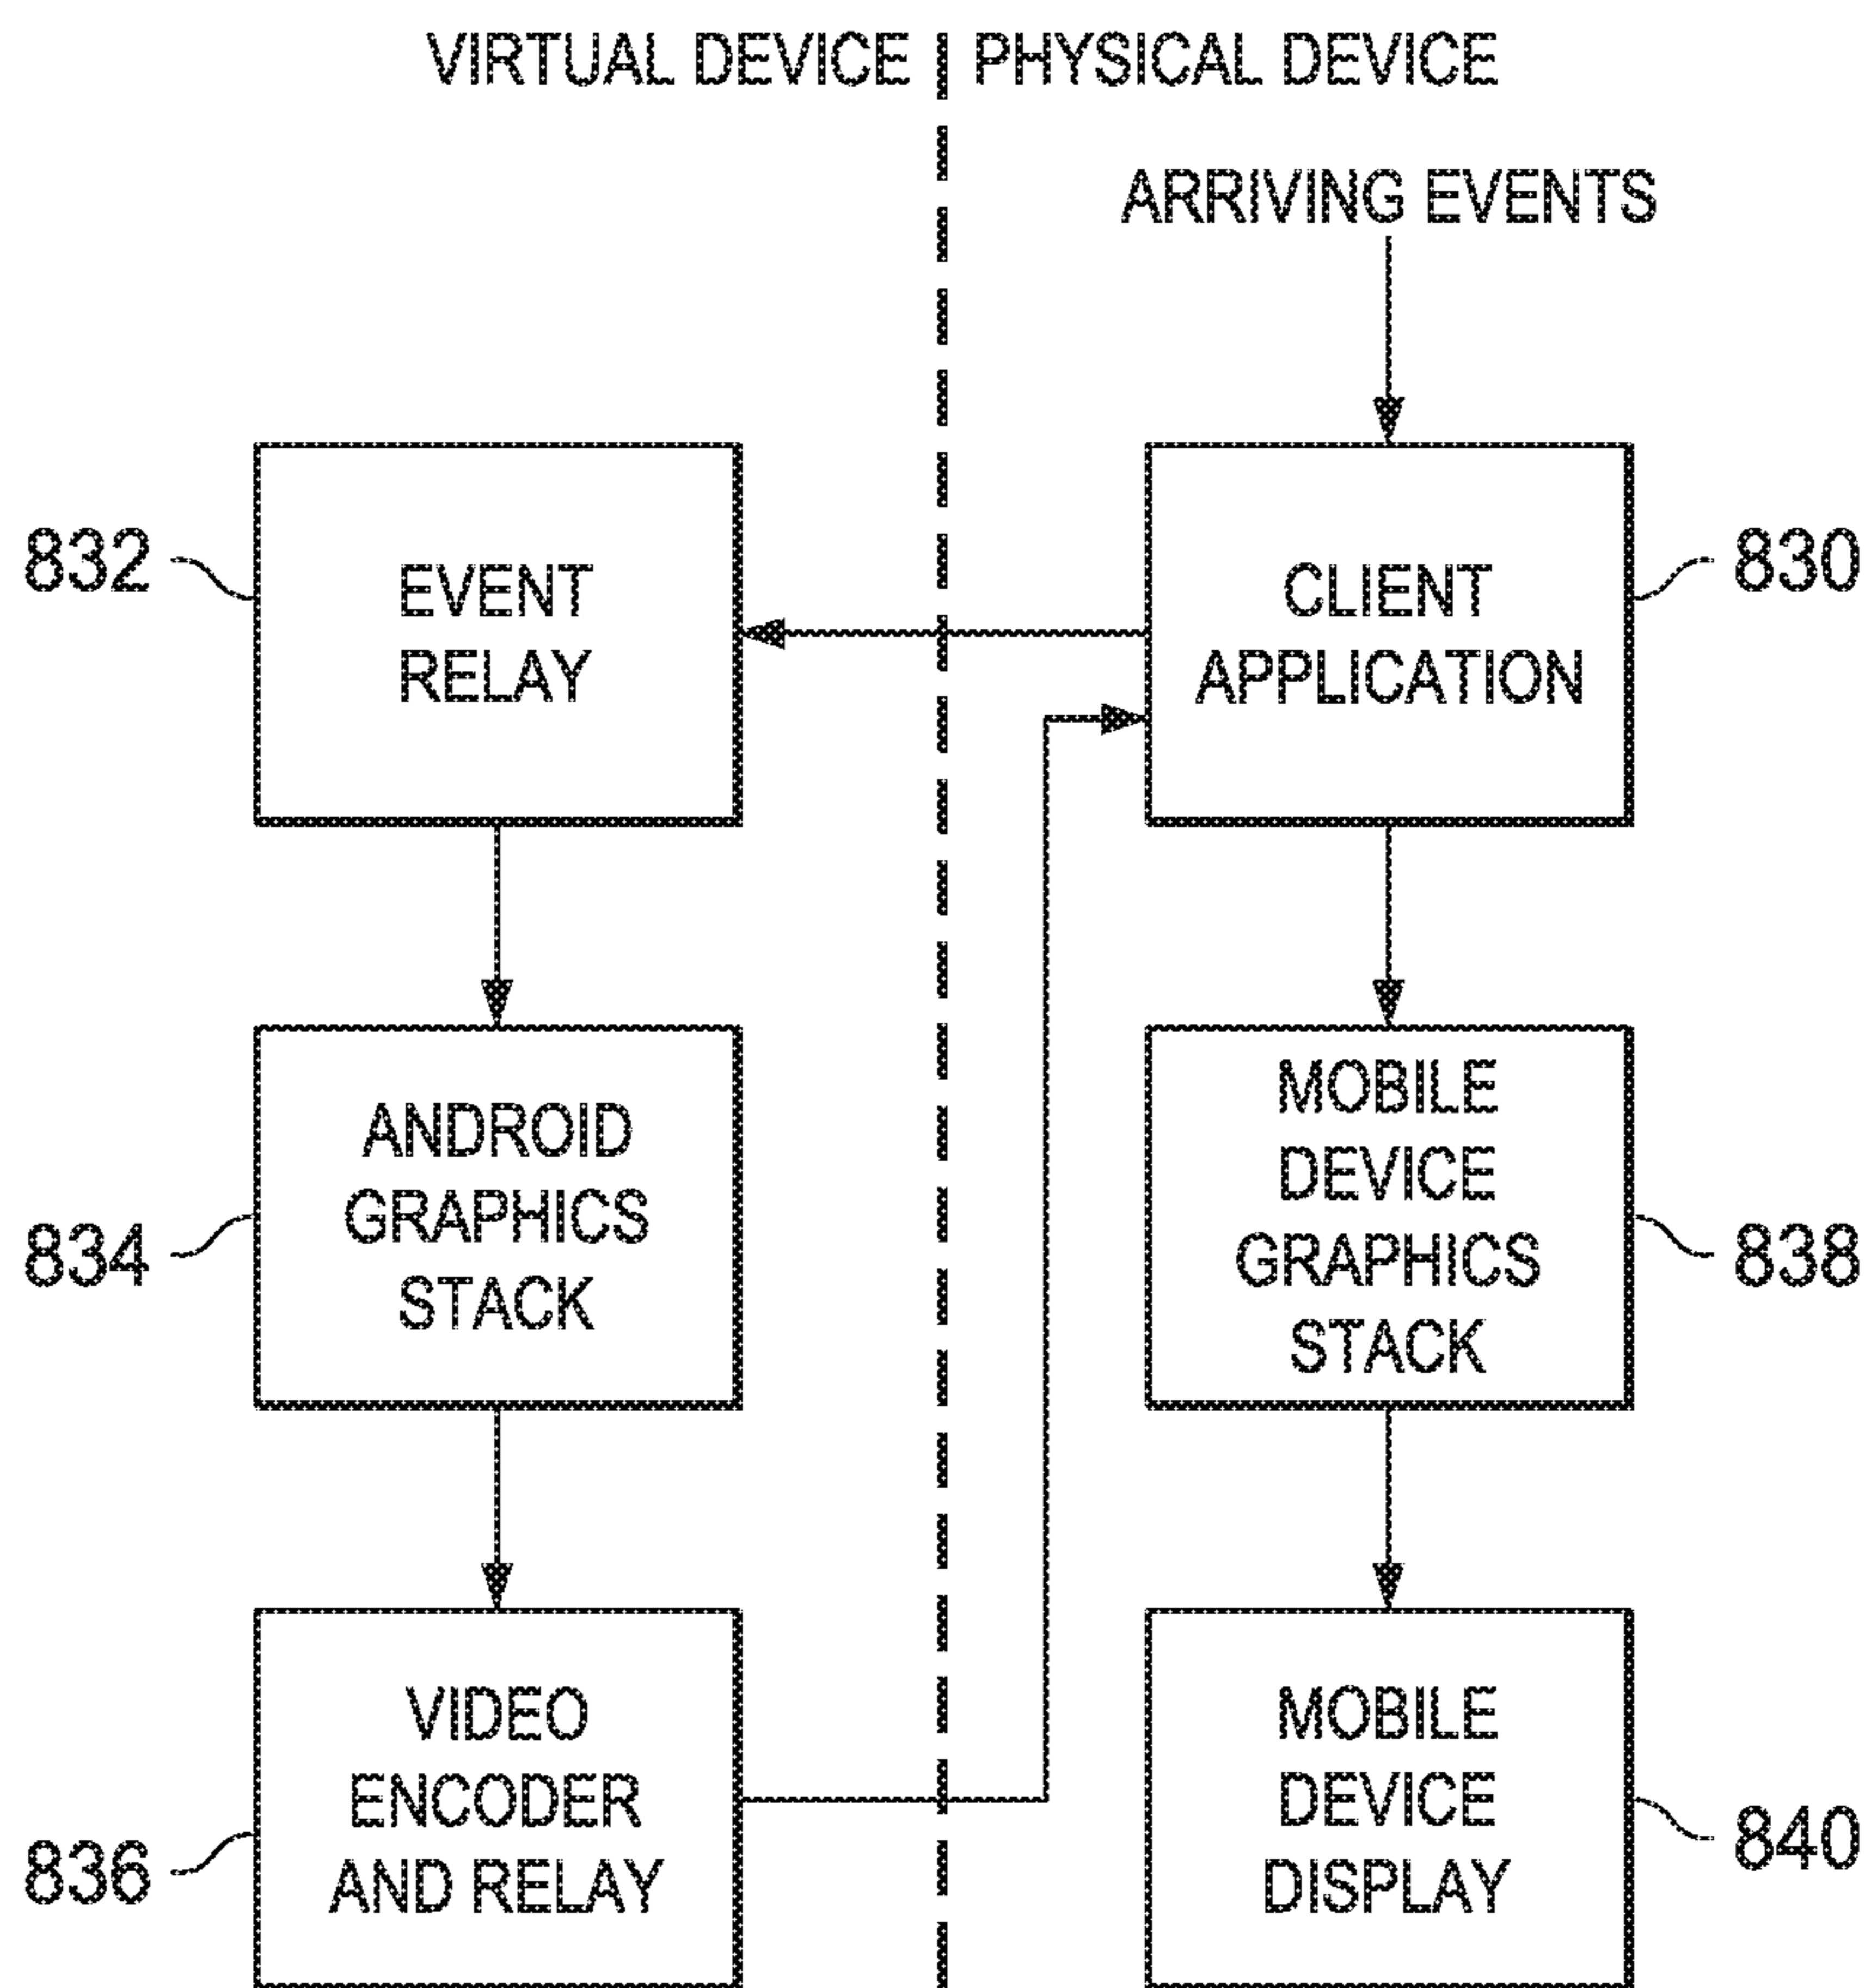 VIRTUAL DEVICE PHYSICAL DEVICE
ARRIVING EVENTS
832
EVENT
RELAY
CLIENT
APPLICATION
830
834
ANDROID
GRAPHICS
STACK
MOBILE
DEVICE
GRAPHICS
STACK
838
836
VIDEO
ENCODER
AND RELAY
MOBILE
DEVICE
DISPLAY
840